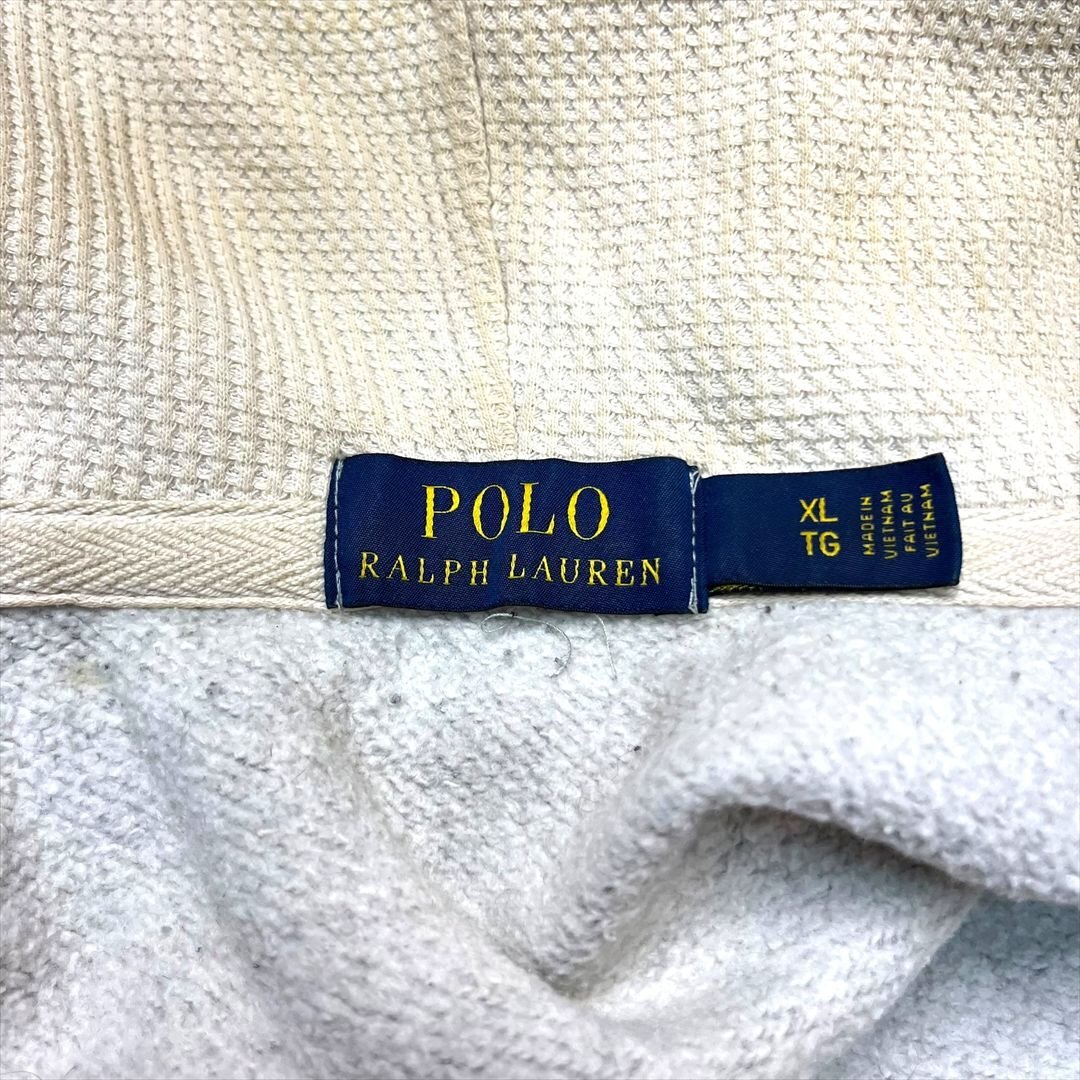 POLO
RALPH LAUREN
XL
TG
MADE IN
VIETNAM
FAIT AU
VIETNAM